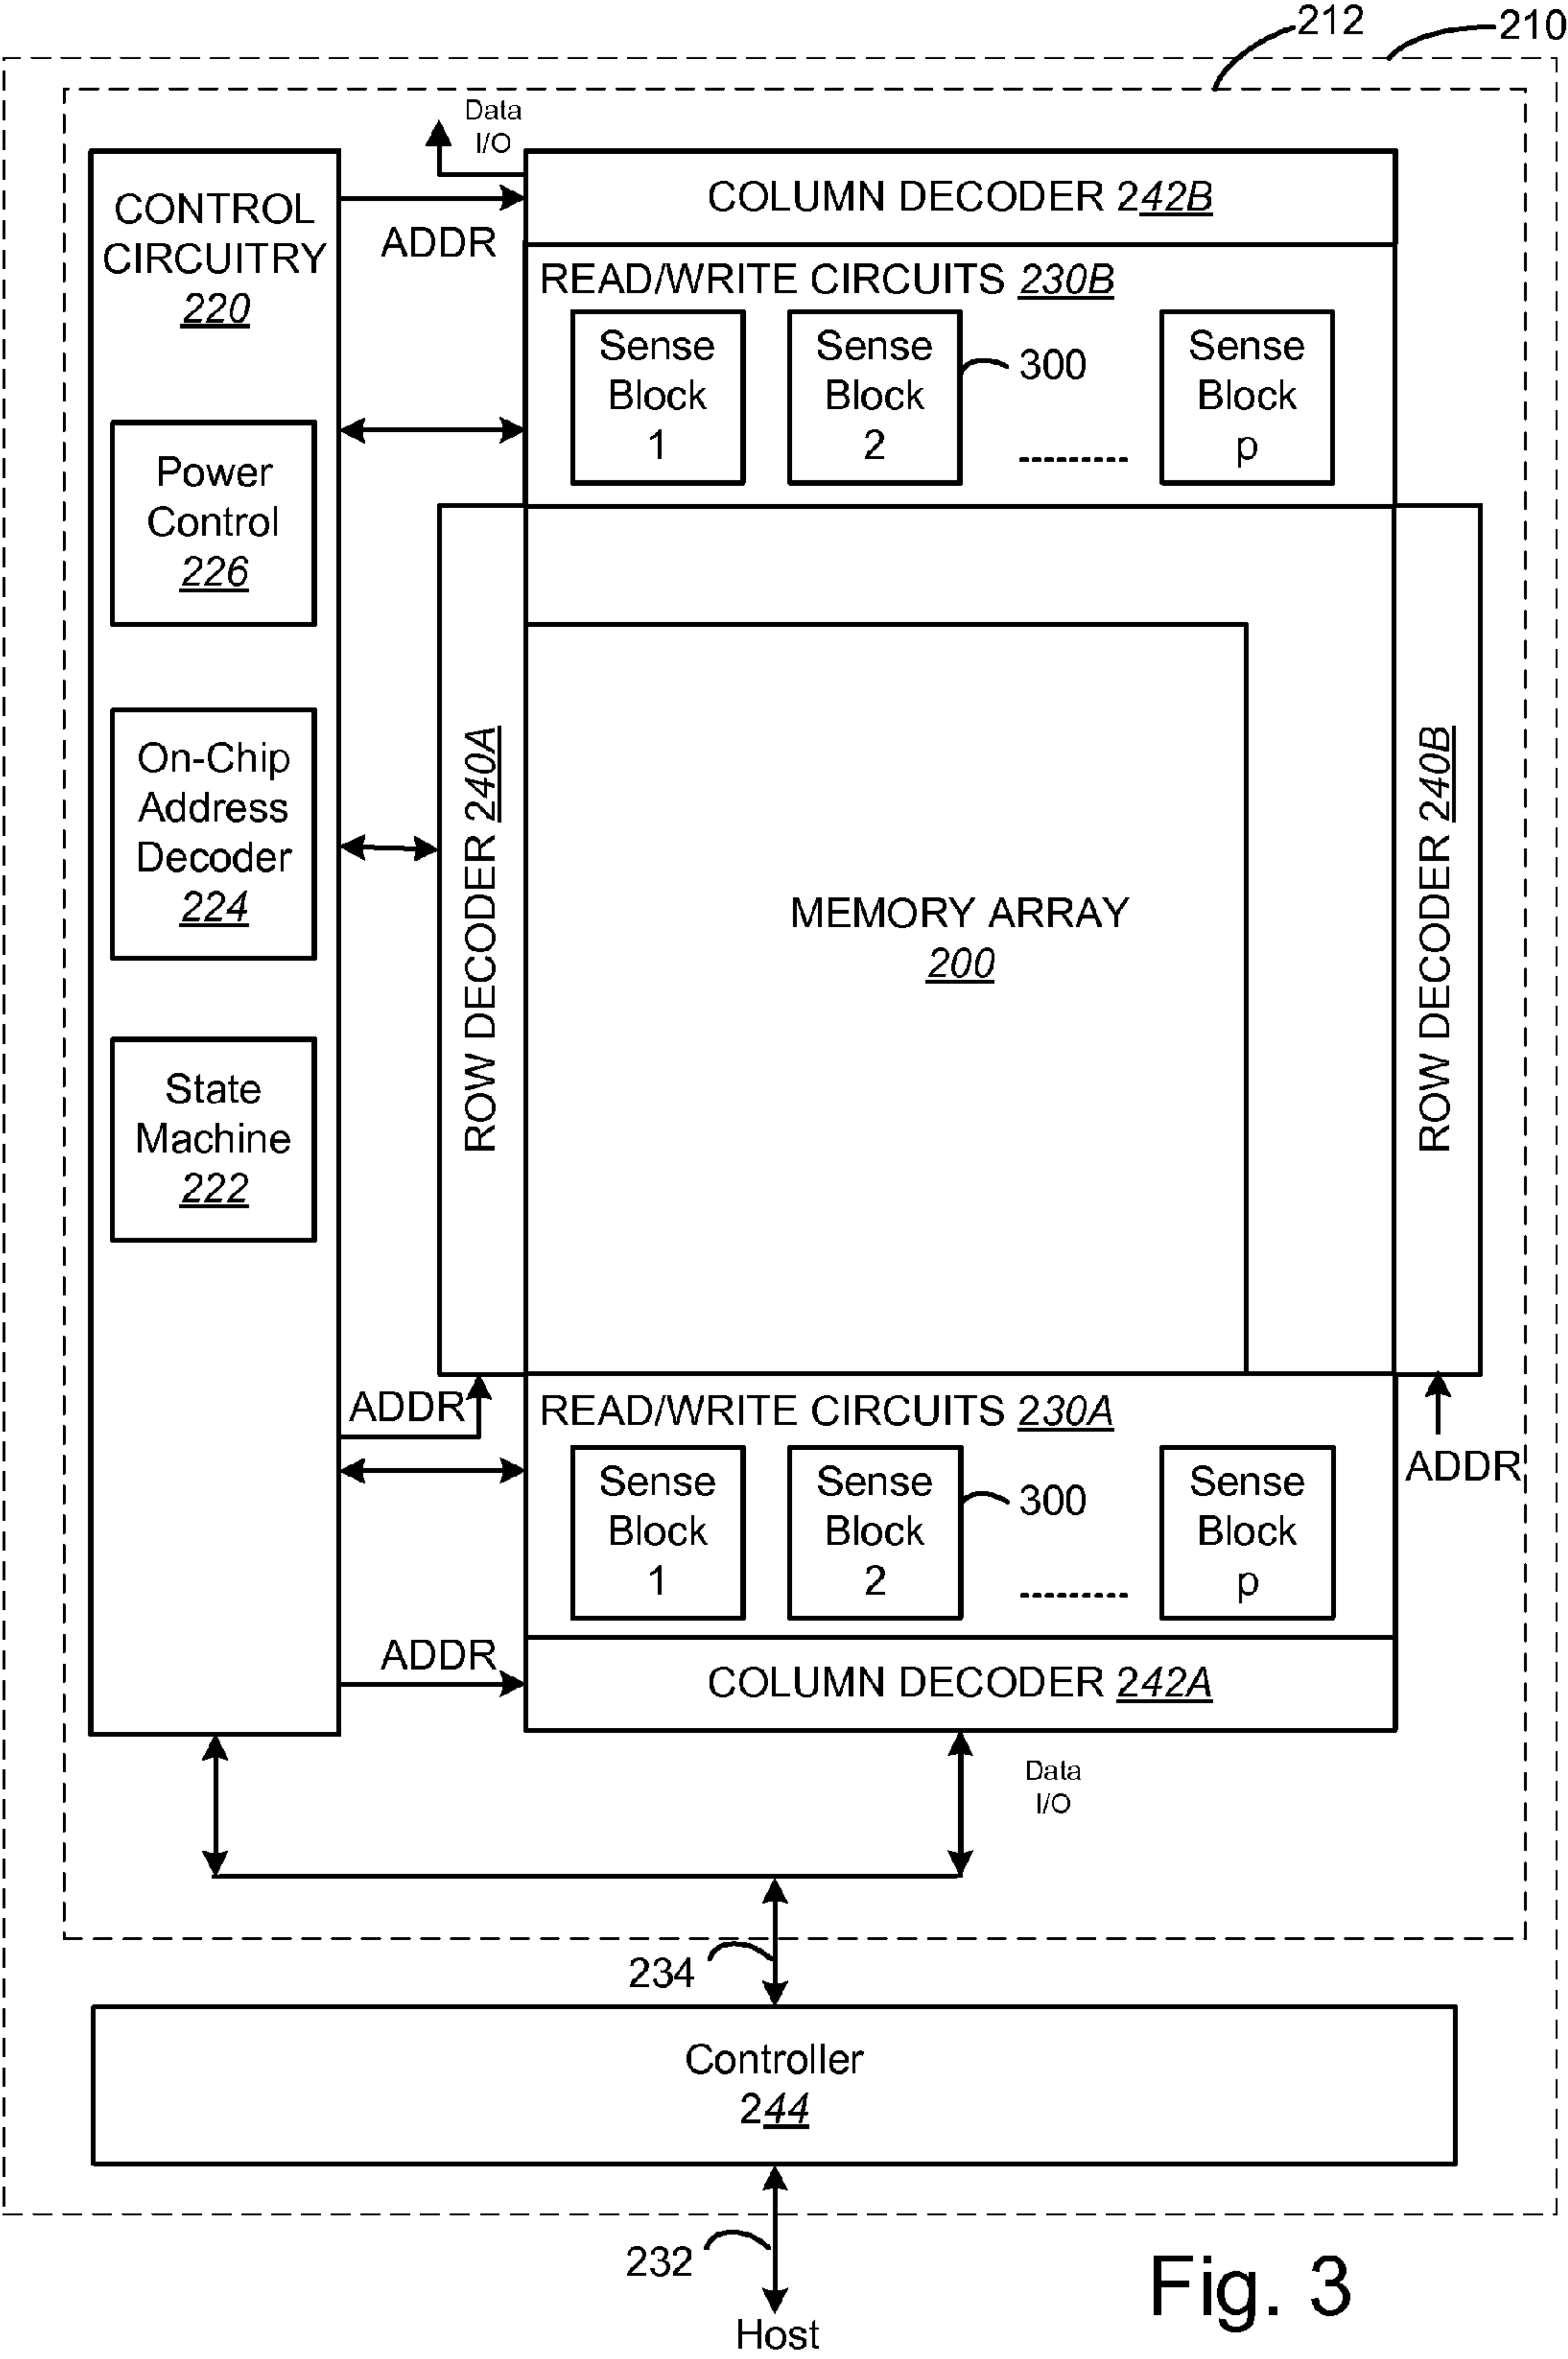 212
210
Data
I/O
CONTROL
CIRCUITRY
220
ADDR
COLUMN DECODER 242B
READ/WRITE CIRCUITS 230B
Sense
Block
1
Sense
Block
2
300
.........
Sense
Block
p
Power
Control
226
On-Chip
Address
Decoder
224
State
Machine
222
ROW DECODER 240A
MEMORY ARRAY
200
ROW DECODER 240B
ADDR
READ/WRITE CIRCUITS 230A
ADDR
Sense
Block
1
Sense
Block
2
300
.........
Sense
Block
p
ADDR
COLUMN DECODER 242A
Data
I/O
234
Controller
244
232
Host
Fig. 3